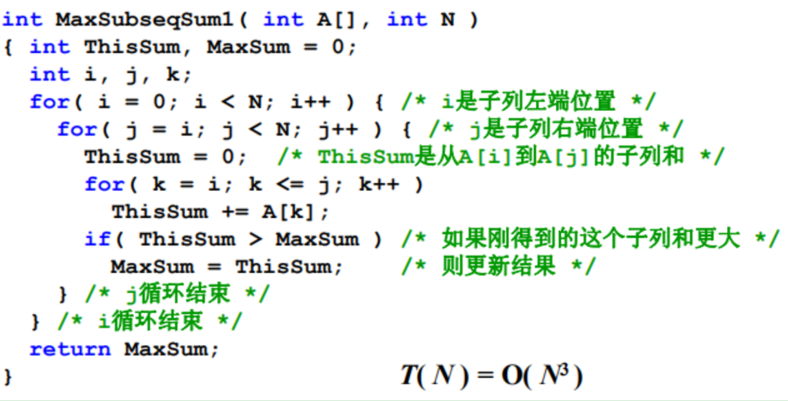 int MaxSubseqSum1( int A[], int N )
{ int ThisSum, MaxSum = 0;
  int i, j, k;
  for( i = 0; i < N; i++ ) { /* i是子列左端位置 */
    for( j = i; j < N; j++ ) { /* j是子列右端位置 */
      ThisSum = 0;  /* ThisSum是从A[i]到A[j]的子列和 */
      for( k = i; k <= j; k++ )
        ThisSum += A[k];
      if( ThisSum > MaxSum ) /* 如果刚得到的这个子列和更大 */
        MaxSum = ThisSum;    /* 则更新结果 */
    } /* j循环结束 */
  } /* i循环结束 */
  return MaxSum;
}                            T( N ) = O( N³ )